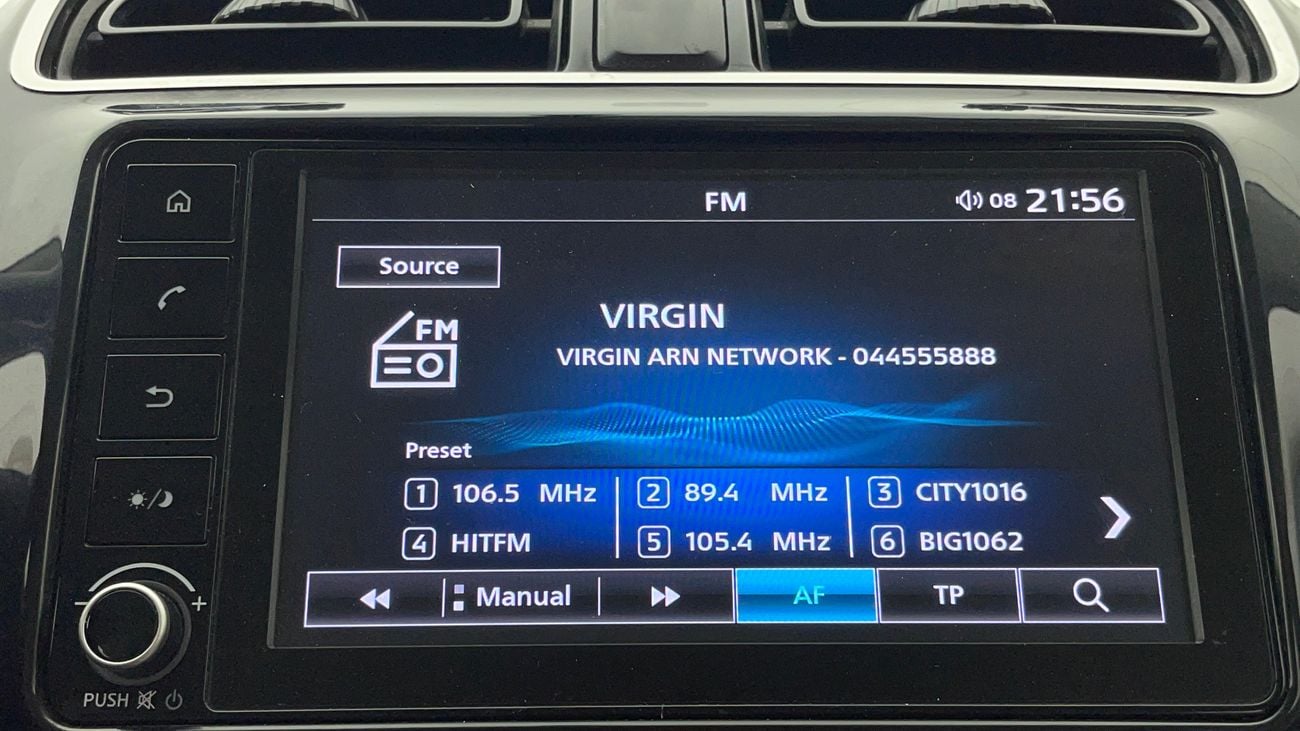 FM
08 21:56
Source
FM
VIRGIN
VIRGIN ARN NETWORK - 044555888
Preset
1 106.5 MHz 2 89.4 MHz 3 CITY1016
4 HITFM 5 105.4 MHz 6 BIG1062
Manual AF TP
- +
PUSH